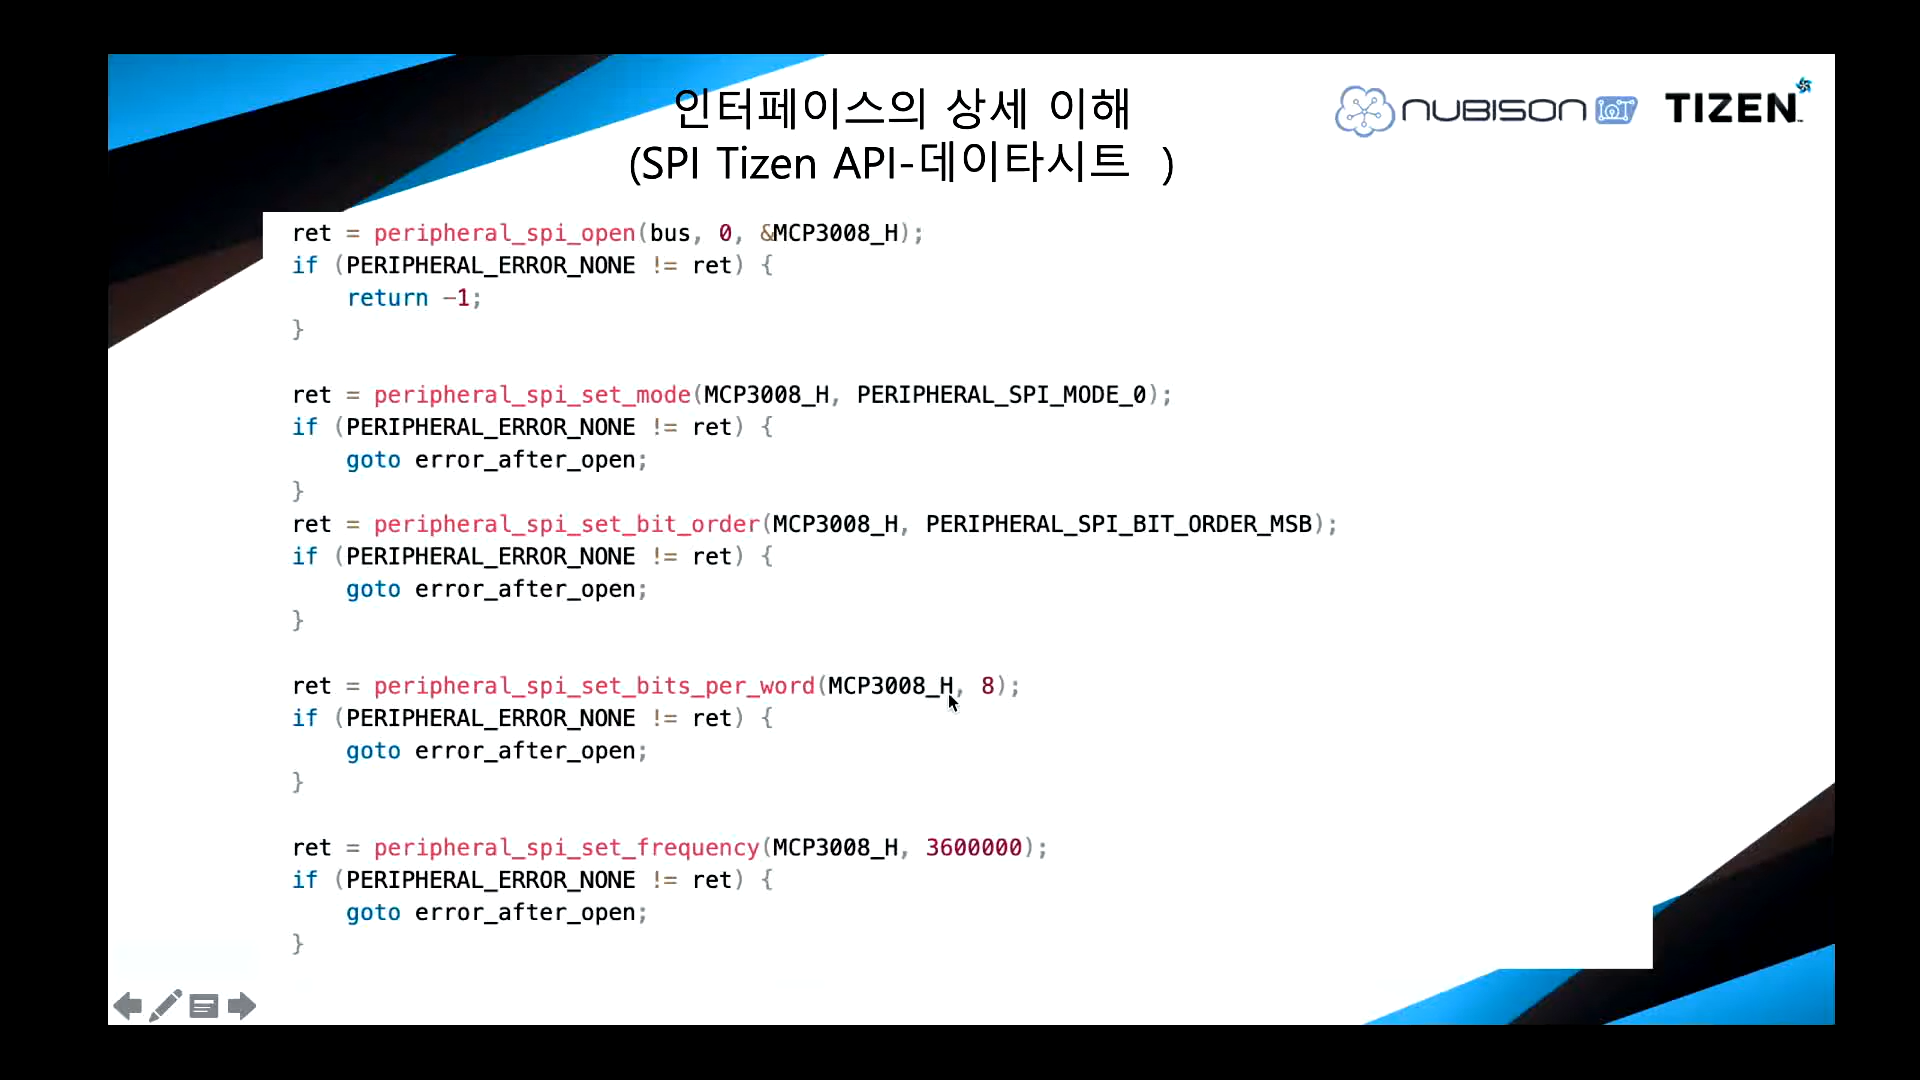 인터페이스의 상세 이해
(SPI Tizen API-데이타시트 )
NUBISON IoT
TIZEN™
ret = peripheral_spi_open(bus, 0, &MCP3008_H);
if (PERIPHERAL_ERROR_NONE != ret) {
    return -1;
}
ret = peripheral_spi_set_mode(MCP3008_H, PERIPHERAL_SPI_MODE_0);
if (PERIPHERAL_ERROR_NONE != ret) {
    goto error_after_open;
}
ret = peripheral_spi_set_bit_order(MCP3008_H, PERIPHERAL_SPI_BIT_ORDER_MSB);
if (PERIPHERAL_ERROR_NONE != ret) {
    goto error_after_open;
}
ret = peripheral_spi_set_bits_per_word(MCP3008_H, 8);
if (PERIPHERAL_ERROR_NONE != ret) {
    goto error_after_open;
}
ret = peripheral_spi_set_frequency(MCP3008_H, 3600000);
if (PERIPHERAL_ERROR_NONE != ret) {
    goto error_after_open;
}